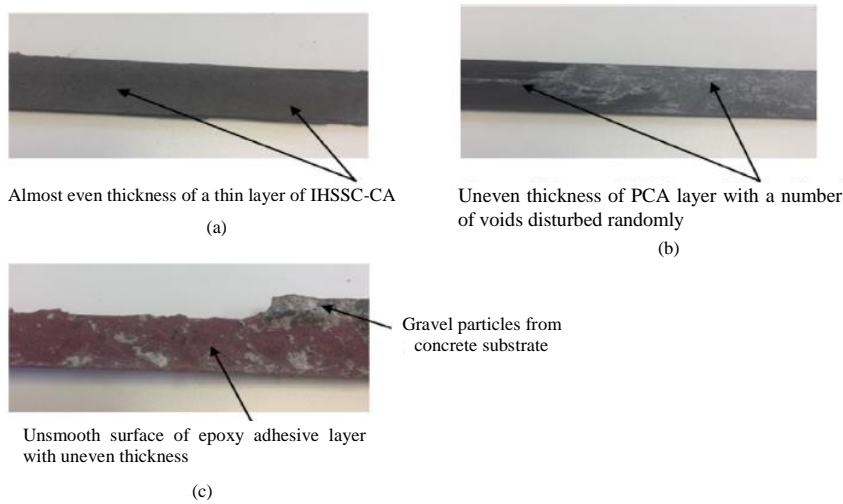 Almost even thickness of a thin layer of IHSSC-CA
(a)
Uneven thickness of PCA layer with a number
of voids disturbed randomly
(b)
Gravel particles from
concrete substrate
Unsmooth surface of epoxy adhesive layer
with uneven thickness
(c)